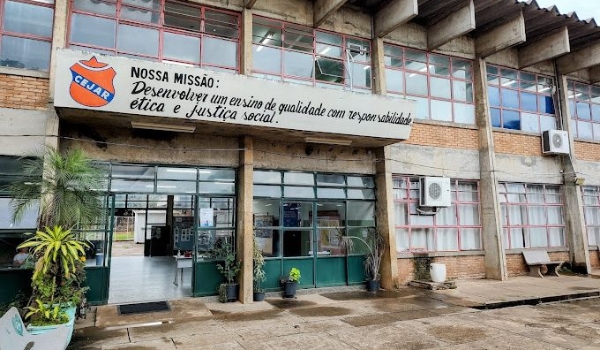 CEJAR
NOSSA MISSÃO:
Desenvolver um ensino de qualidade com responsabilidade
ética e justiça social.